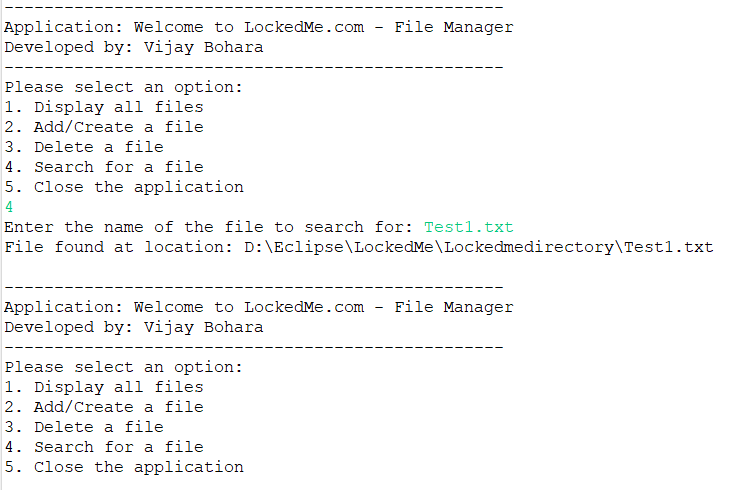 --------------------------------------------------
Application: Welcome to LockedMe.com - File Manager
Developed by: Vijay Bohara
--------------------------------------------------
Please select an option:
1. Display all files
2. Add/Create a file
3. Delete a file
4. Search for a file
5. Close the application
4
Enter the name of the file to search for: Test1.txt
File found at location: D:\Eclipse\LockedMe\Lockedmedirectory\Test1.txt

--------------------------------------------------
Application: Welcome to LockedMe.com - File Manager
Developed by: Vijay Bohara
--------------------------------------------------
Please select an option:
1. Display all files
2. Add/Create a file
3. Delete a file
4. Search for a file
5. Close the application